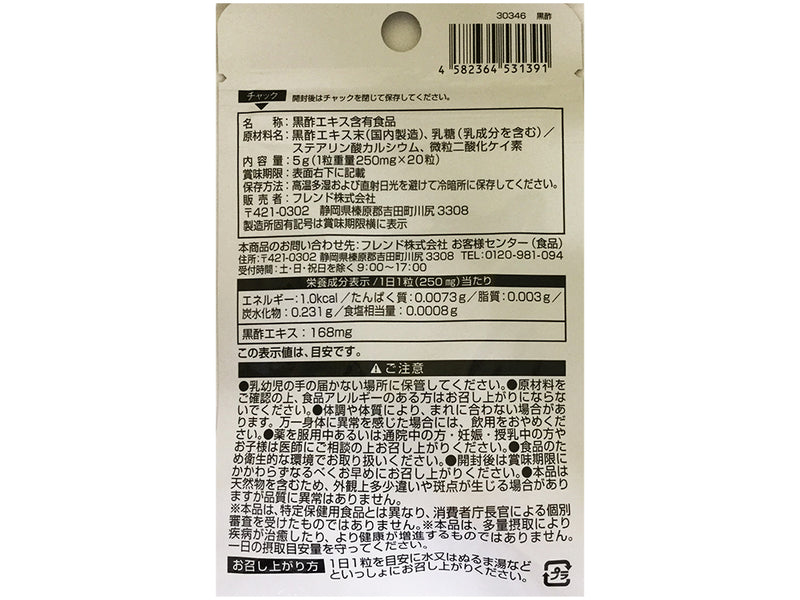 30346 黒酢
4 582364 531391
チャック 開封後はチャックを閉じて保存してください。
名 称：黒酢エキス含有食品
原材料名：黒酢エキス末（国内製造）、乳糖（乳成分を含む）／
ステアリン酸カルシウム、微粒二酸化ケイ素
内 容 量：5g（1粒重量250mg×20粒）
賞味期限：表面右下に記載
保存方法：高温多湿および直射日光を避けて冷暗所に保存してください。
販 売 者：フレンド株式会社
〒421-0302 静岡県榛原郡吉田町川尻 3308
製造所固有記号は賞味期限横に表示
本商品のお問い合わせ先：フレンド株式会社 お客様センター（食品）
住所：〒421-0302 静岡県榛原郡吉田町川尻3308 TEL：0120-981-094
受付時間：土・日・祝日を除く 9：00〜17：00
栄養成分表示／1日1粒（250㎎）当たり
エネルギー：1.0kcal／たんぱく質：0.0073g／脂質：0.003g／
炭水化物：0.231g／食塩相当量：0.0008g
黒酢エキス：168mg
この表示値は、目安です。
⚠ご注意
●乳幼児の手の届かない場所に保管してください。●原材料を
ご確認の上、食品アレルギーのある方はお召し上がりにならな
いでください。●体調や体質により、まれに合わない場合があ
ります。万一身体に異常を感じた場合には、飲用をおやめくだ
さい。●薬を服用中あるいは通院中の方・妊娠・授乳中の方や
お子様は医師にご相談の上お召し上がりください。●食品のた
め衛生的な環境でお取り扱いください。●開封後は賞味期限に
かかわらずなるべくお早めにお召し上がりください。●本品は
天然物を含むため、外観上多少違いや斑点が生じる場合があり
ますが品質に異常はありません。
※本品は、特定保健用食品とは異なり、消費者庁長官による個別
審査を受けたものではありません。※本品は、多量摂取により
疾病が治癒したり、より健康が増進するものではありません。
一日の摂取目安量を守ってください。
お召し上がり方 1日1粒を目安に水又はぬるま湯など
といっしょにお召し上がりください。
プラ